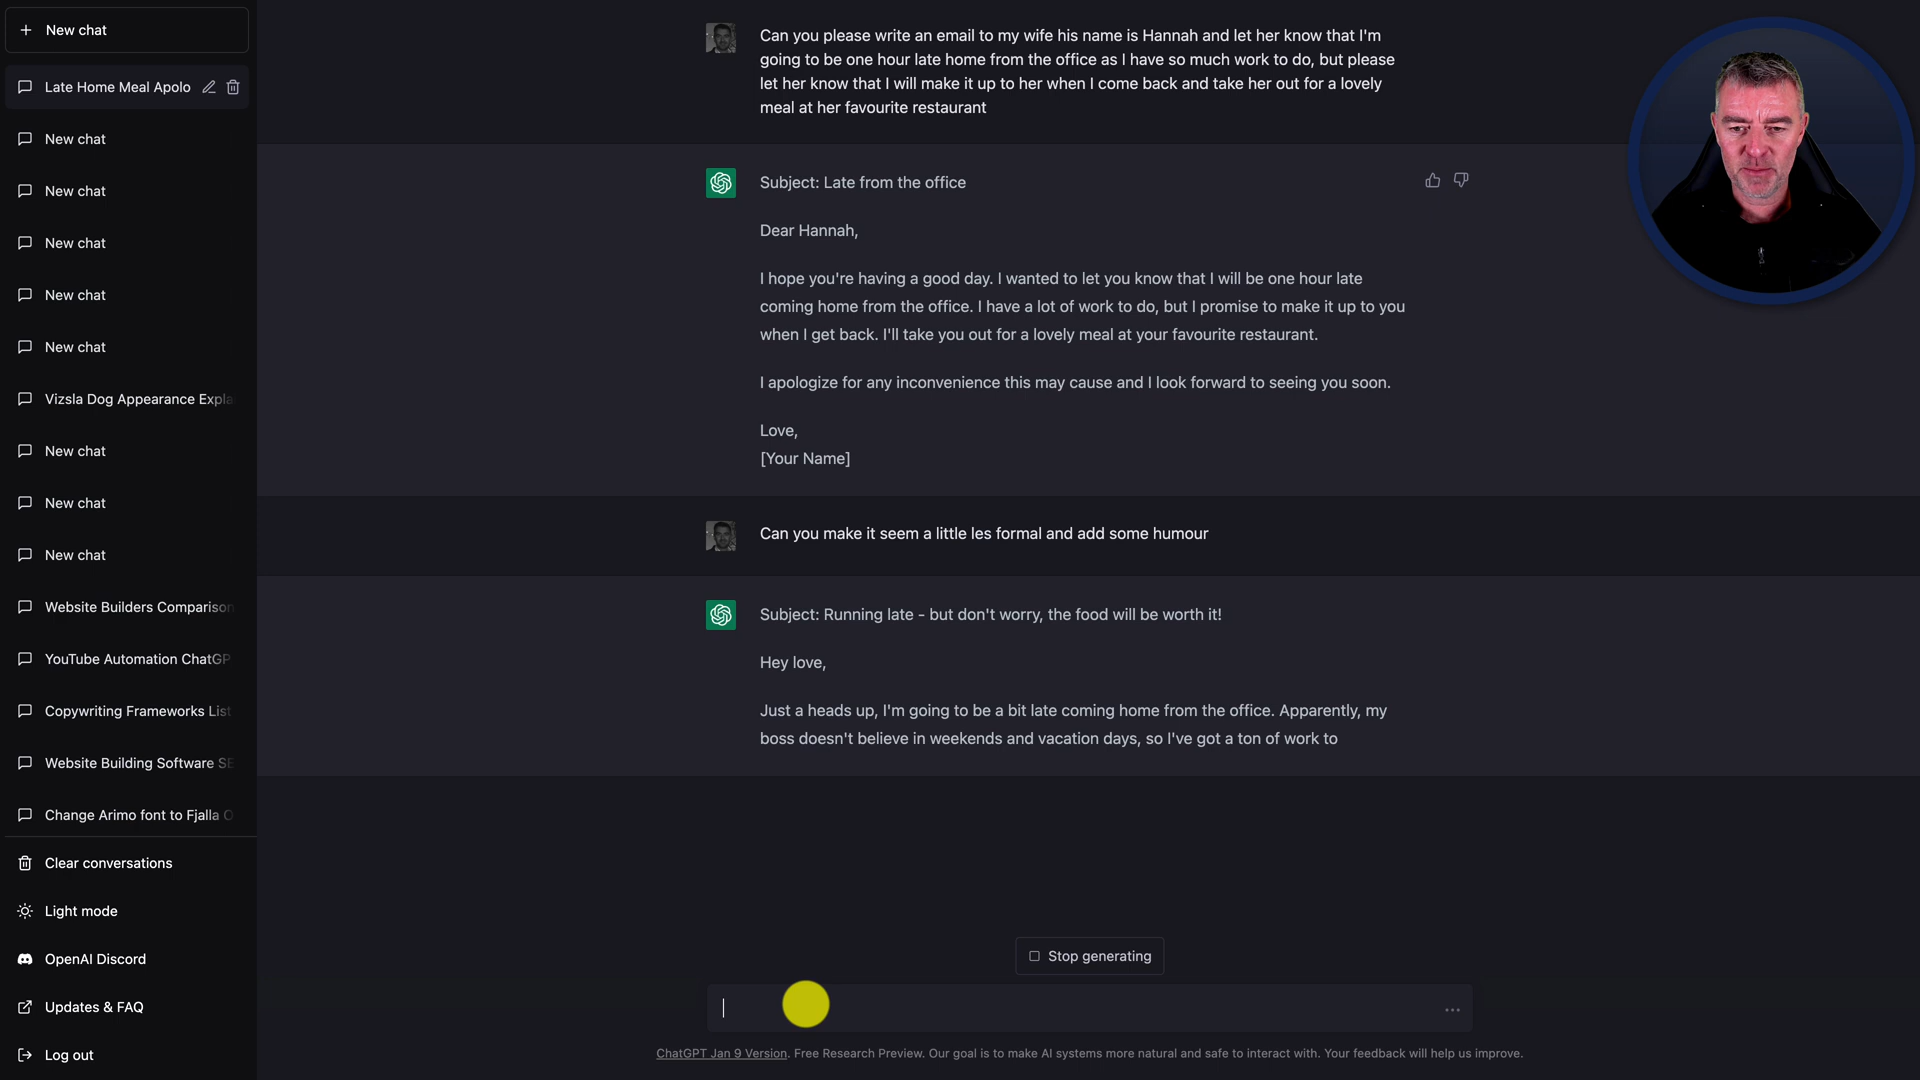 New chat
Late Home Meal Apolo
New chat
New chat
New chat
New chat
New chat
Vizsla Dog Appearance Expla
New chat
New chat
New chat
Website Builders Comparison
YouTube Automation ChatGP
Copywriting Frameworks List
Website Building Software SE
Change Arimo font to Fjalla O
Clear conversations
Light mode
OpenAI Discord
Updates & FAQ
Log out
Can you please write an email to my wife his name is Hannah and let her know that I'm
going to be one hour late home from the office as I have so much work to do, but please
let her know that I will make it up to her when I come back and take her out for a lovely
meal at her favourite restaurant
Subject: Late from the office
Dear Hannah,
I hope you're having a good day. I wanted to let you know that I will be one hour late
coming home from the office. I have a lot of work to do, but I promise to make it up to you
when I get back. I'll take you out for a lovely meal at your favourite restaurant.
I apologize for any inconvenience this may cause and I look forward to seeing you soon.
Love,
[Your Name]
Can you make it seem a little les formal and add some humour
Subject: Running late - but don't worry, the food will be worth it!
Hey love,
Just a heads up, I'm going to be a bit late coming home from the office. Apparently, my
boss doesn't believe in weekends and vacation days, so I've got a ton of work to
Stop generating
ChatGPT Jan 9 Version. Free Research Preview. Our goal is to make AI systems more natural and safe to interact with. Your feedback will help us improve.